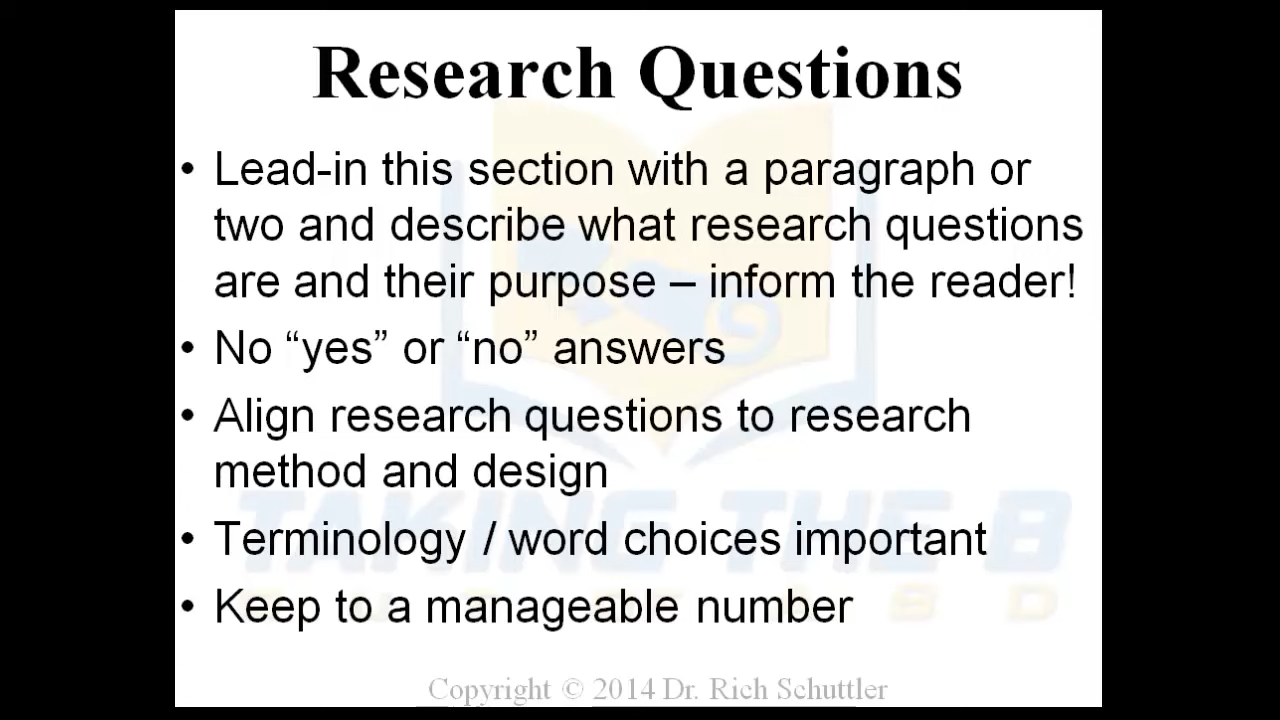 Research Questions
• Lead-in this section with a paragraph or
two and describe what research questions
are and their purpose – inform the reader!
• No “yes” or “no” answers
• Align research questions to research
method and design
• Terminology / word choices important
• Keep to a manageable number
TAKING THE B
B D
Copyright © 2014 Dr. Rich Schuttler